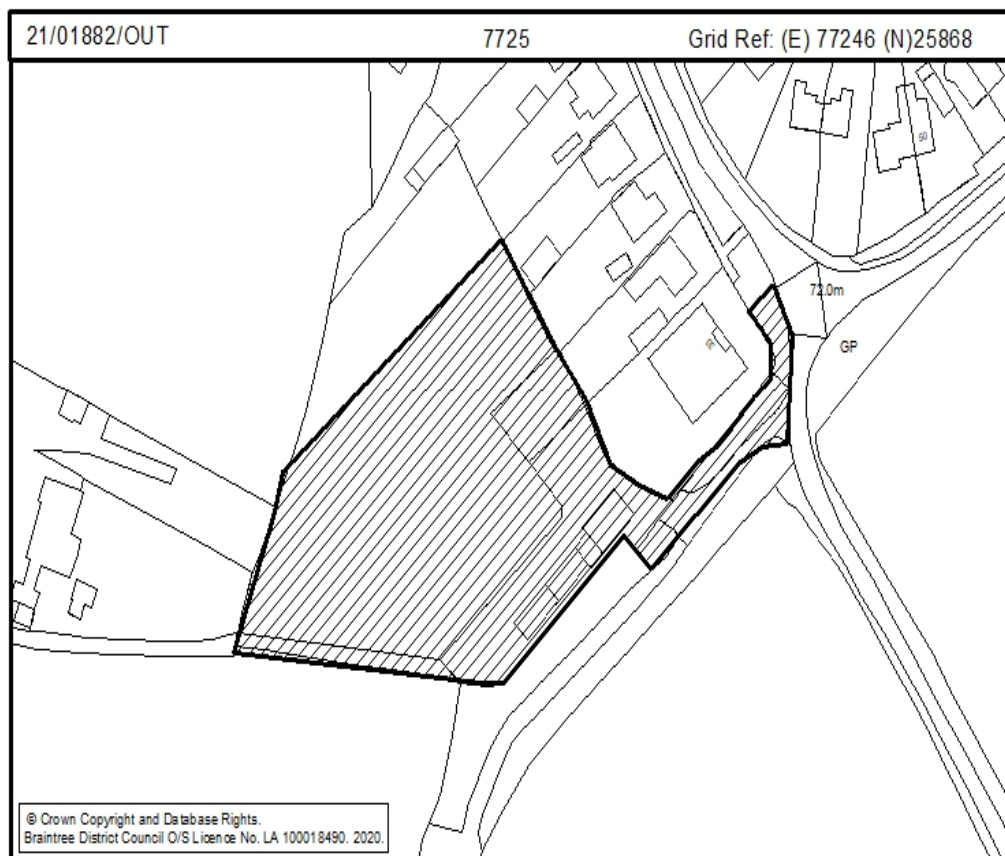 21/01882/OUT 7725 Grid Ref: (E) 77246 (N)25868
72.0m
GP
© Crown Copyright and Database Rights.
Braintree District Council O/S Licence No. LA 100018490. 2020.